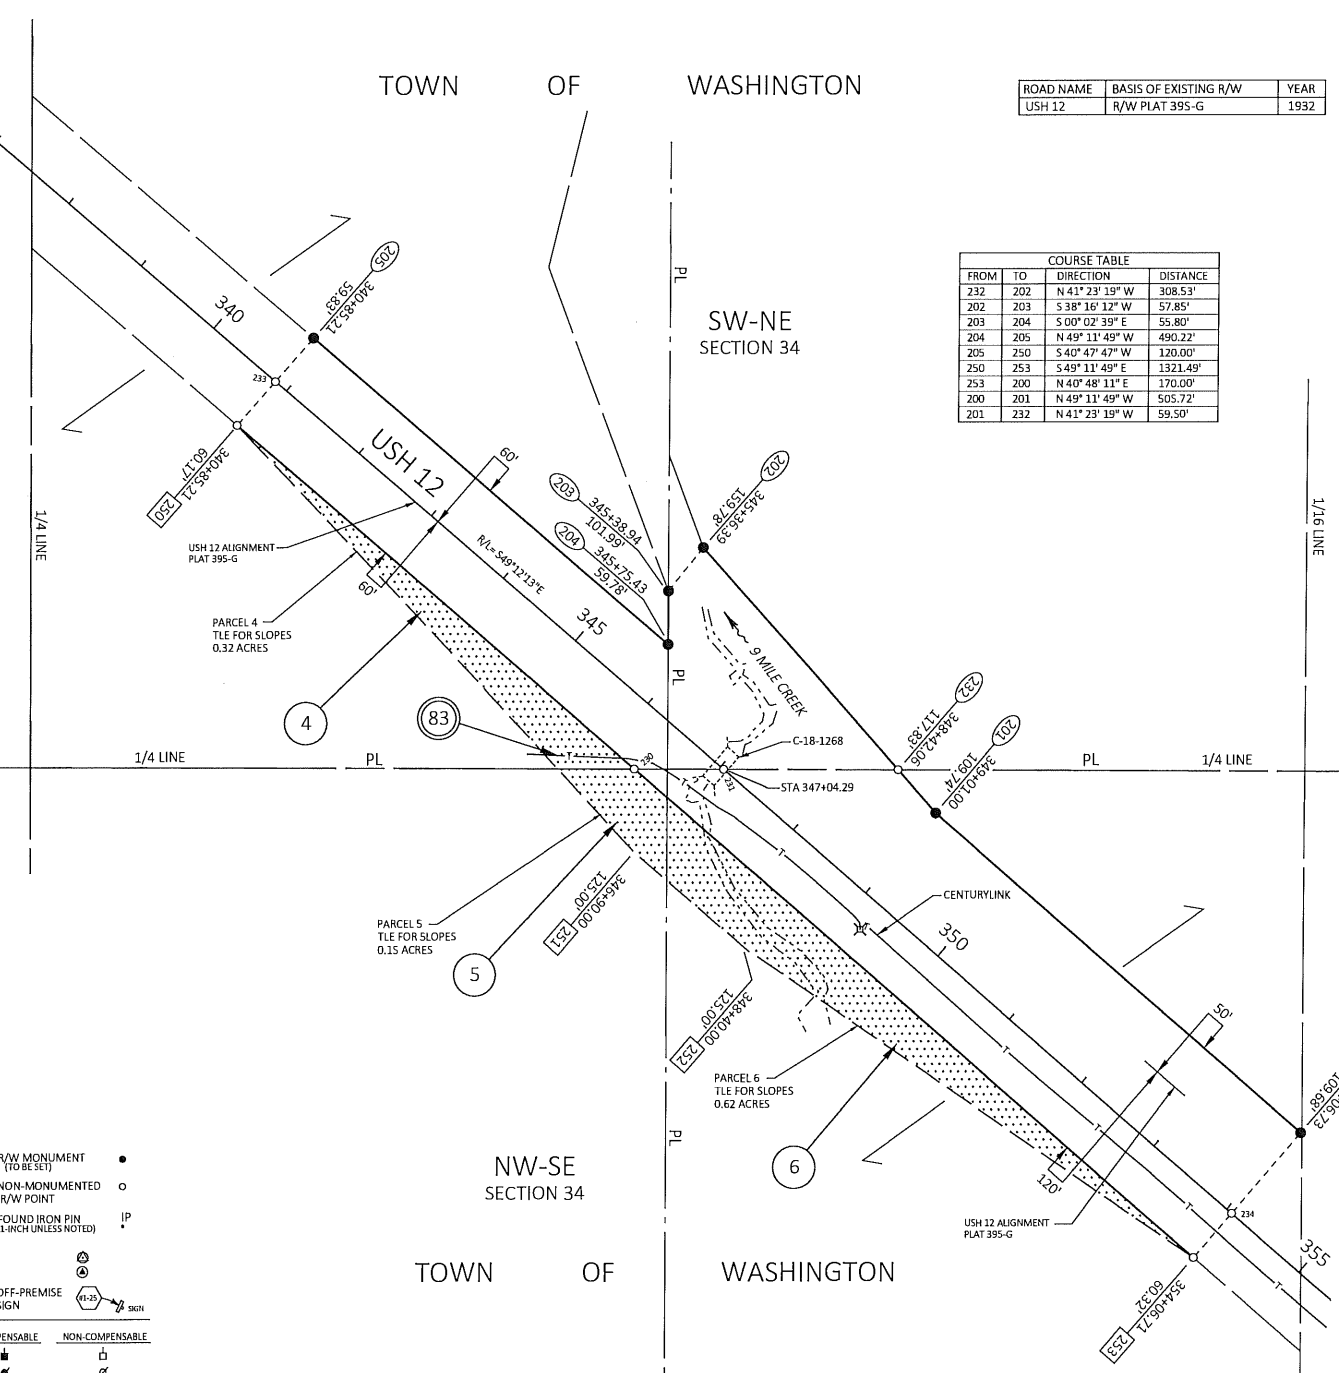 TOWN OF WASHINGTON
ROAD NAME BASIS OF EXISTING R/W YEAR
USH 12 R/W PLAT 39S-G 1932
COURSE TABLE
FROM TO DIRECTION DISTANCE
232 202 N 41° 23' 19" W 308.53'
202 203 S 38° 16' 12" W 57.85'
203 204 S 00° 02' 39" E 55.80'
204 205 N 49° 11' 49" W 490.22'
205 250 S 40° 47' 47" W 120.00'
250 253 S 49° 11' 49" E 1321.49'
253 200 N 40° 48' 11" E 170.00'
200 201 N 49° 11' 49" W 505.72'
201 232 N 41° 23' 19" W 59.50'
205
340+85.21
59.83'
PL
340
SW-NE
SECTION 34
233
USH 12
60'
250
340+85.21
60.17'
202
345+36.39
159.78
203
345+38.94
101.99'
204
345+75.43
59.78'
1/4 LINE
1/16 LINE
USH 12 ALIGNMENT
PLAT 395-G
R/L= S49°12'13"E
60'
345
PARCEL 4
TLE FOR SLOPES
0.32 ACRES
9 MILE CREEK
PL
4
83
232
348+42.06
117.83'
201
349+01.00
109.74'
C-18-1268
1/4 LINE
PL
T
230
231
STA 347+04.29
PL
1/4 LINE
T
CENTURYLINK
251
346+90.00
125.00'
PARCEL 5
TLE FOR SLOPES
0.15 ACRES
5
350
252
348+40.00
125.00'
50'
T
PARCEL 6
TLE FOR SLOPES
0.62 ACRES
109.68'
06.73
T
PL
R/W MONUMENT
(TO BE SET)
NW-SE
SECTION 34
6
120'
NON-MONUMENTED
R/W POINT
T
234
FOUND IRON PIN IP
(1-INCH UNLESS NOTED)
USH 12 ALIGNMENT
PLAT 395-G
355
TOWN OF WASHINGTON
T
OFF-PREMISE
SIGN
#1-25
SIGN
253
354+06.71
60.32'
PENSABLE NON-COMPENSABLE